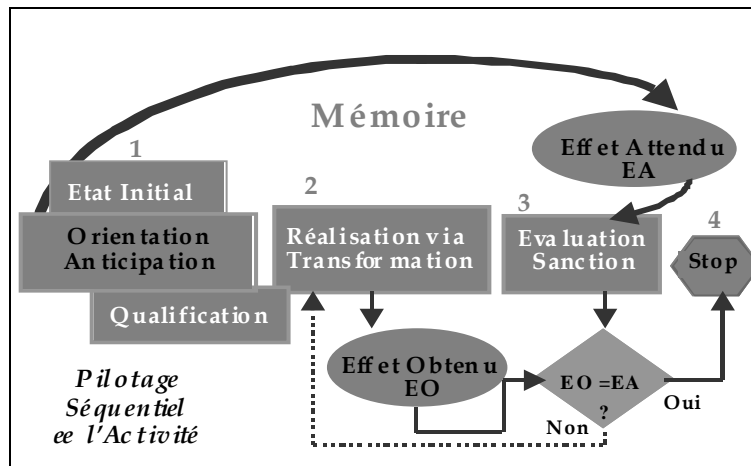 Mémoire
1
Etat Initial
Orientation
Anticipation
Qualification
2
Réalisation via
Transformation
Effet Obtenu
EO
Effet Attendu
EA
3
Evaluation
Sanction
EO =EA
?
Non
Oui
4
Stop
Pilotage
Séquentiel
ee l'Activité